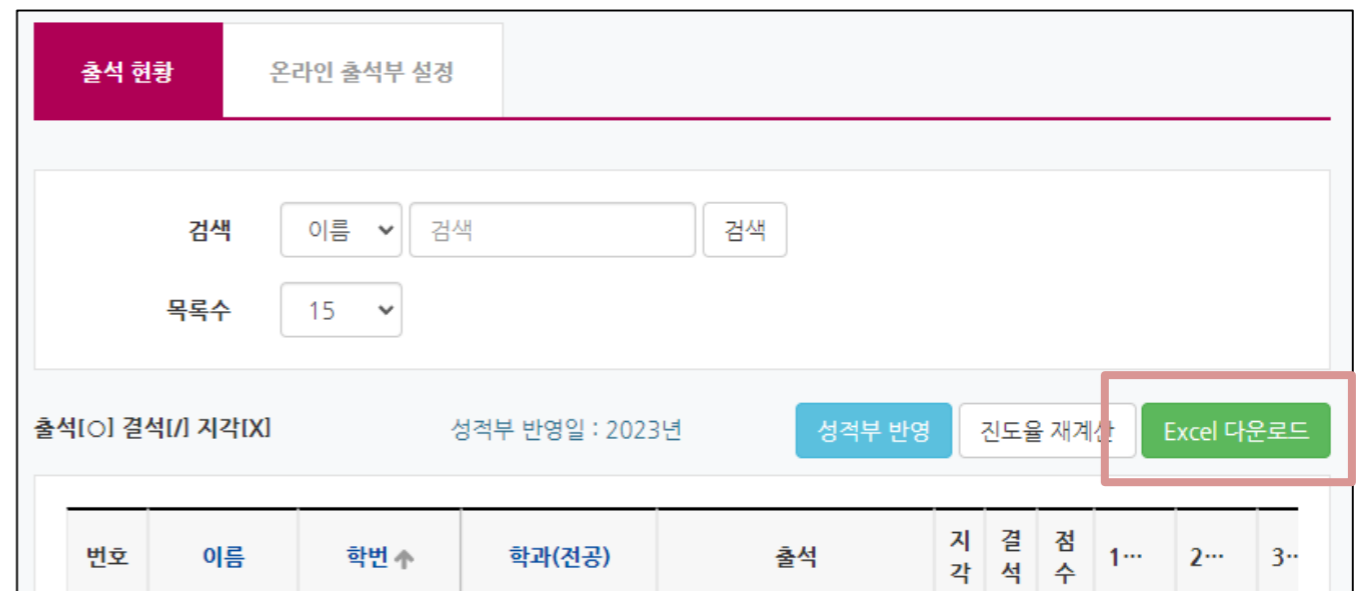 출석 현황 온라인 출석부 설정
검색 이름 검색 검색
목록수 15
출석[○] 결석[/] 지각[X] 성적부 반영일 : 2023년 성적부 반영 진도율 재계산 Excel 다운로드
번호 이름 학번 학과(전공) 출석 지각 결석 점수 1… 2… 3…